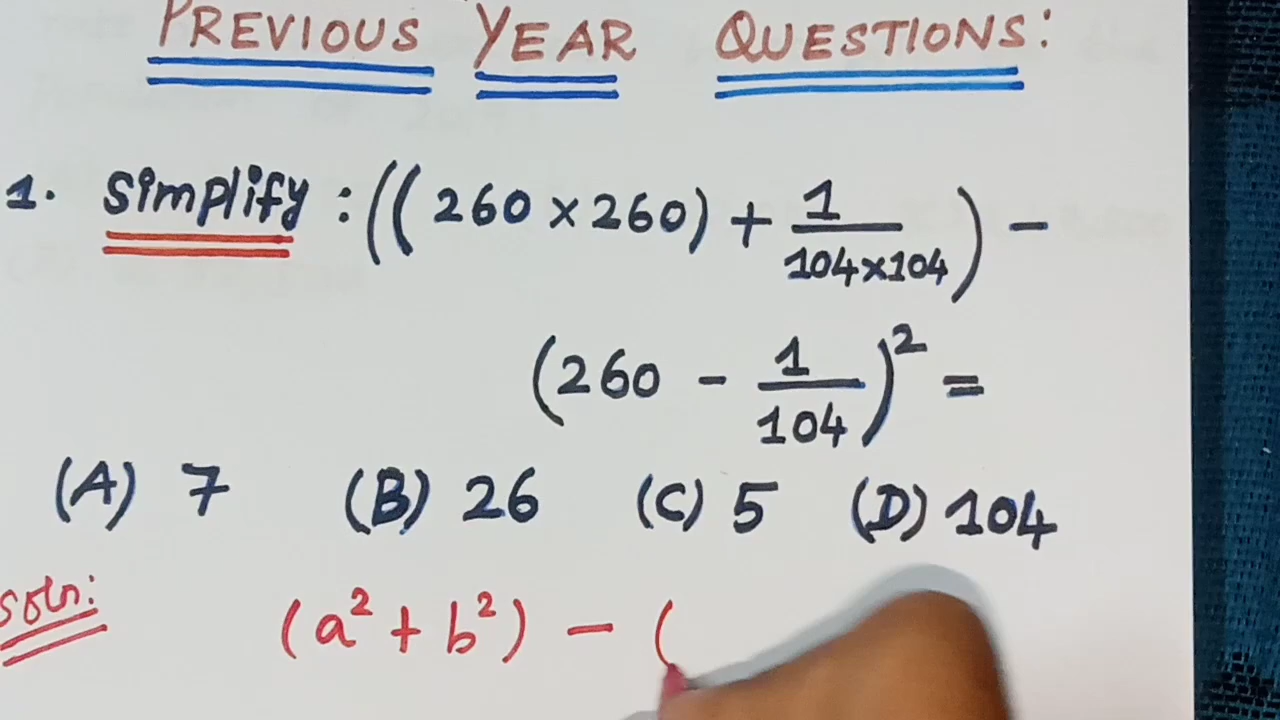 PREVIOUS YEAR QUESTIONS:
1. Simplify: ((260 × 260) + 1/(104×104)) −
(260 − 1/104)² =
(A) 7 (B) 26 (C) 5 (D) 104
Soln: (a² + b²) − (